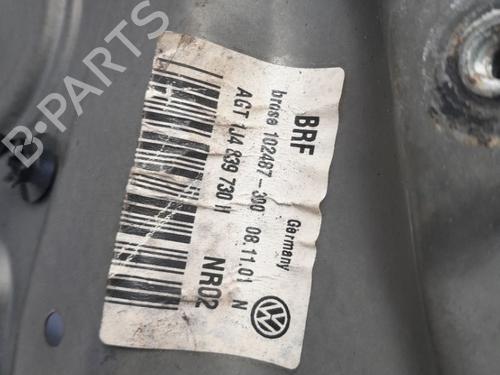 B-PARTS
BRF
brose 102487-300 08.11.01 N
Germany
AGT 1J4 839 730 H
NR02